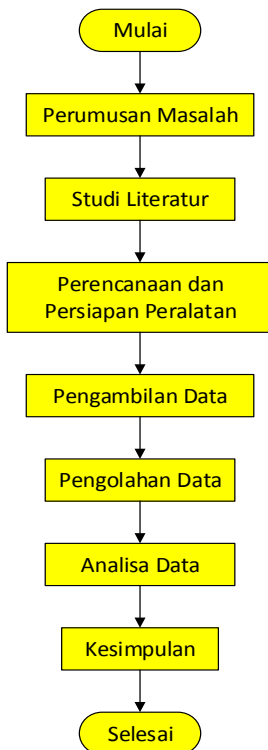 Mulai
Perumusan Masalah
Studi Literatur
Perencanaan dan
Persiapan Peralatan
Pengambilan Data
Pengolahan Data
Analisa Data
Kesimpulan
Selesai